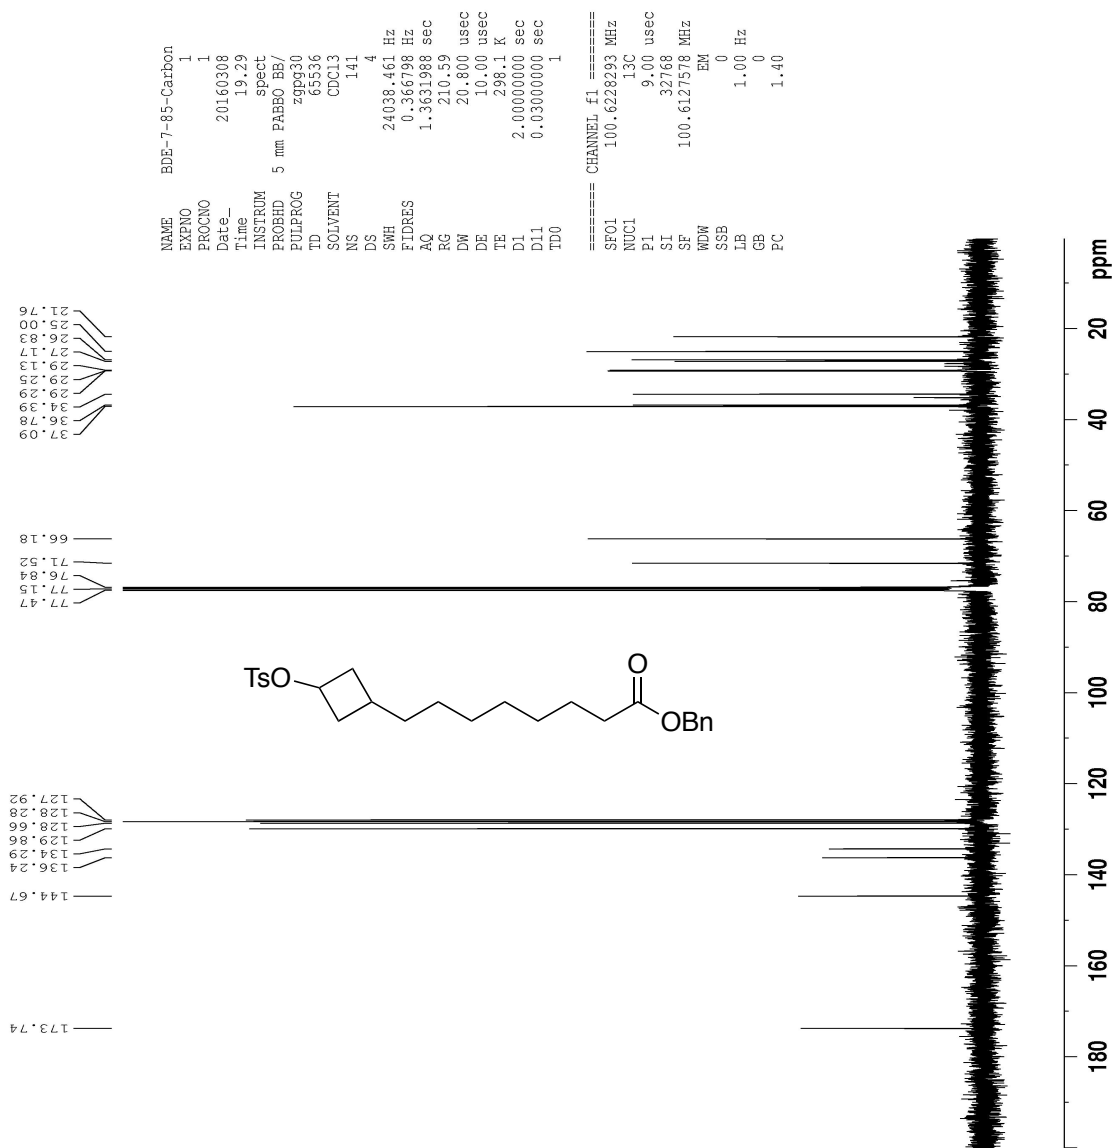 NAME BDE-7-85-Carbon
EXPNO 1
PROCNO 1
Date_ 20160308
Time 19.29
INSTRUM spect
PROBHD 5 mm PABBO BB/
PULPROG zgpg30
TD 65536
SOLVENT CDCl3
NS 141
DS 4
SWH 24038.461 Hz
FIDRES 0.366798 Hz
AQ 1.3631988 sec
RG 210.59
DW 20.800 usec
DE 10.00 usec
TE 298.1 K
D1 2.00000000 sec
D11 0.03000000 sec
TD0 1
======== CHANNEL f1 ========
SFO1 100.6228293 MHz
NUC1 13C
P1 9.00 usec
SI 32768
SF 100.6127578 MHz
WDW EM
SSB 0
LB 1.00 Hz
GB 0
PC 1.40
21.76
25.00
26.83
27.17
29.13
29.25
29.29
34.39
36.78
37.09
66.18
71.52
76.84
77.15
77.47
127.92
128.28
128.66
129.86
134.29
136.24
144.67
173.74
TsO
O
OBn
ppm
20
40
60
80
100
120
140
160
180